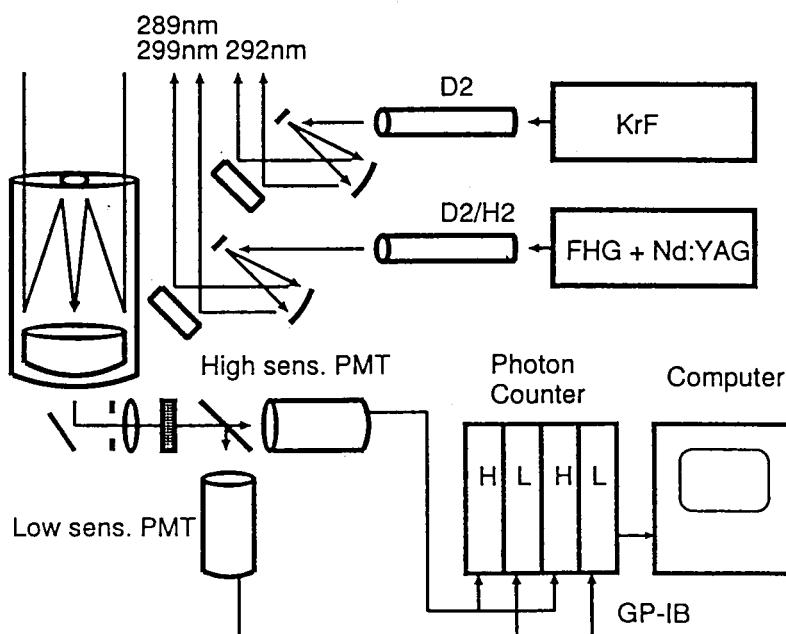 289nm
299nm 292nm
D2
KrF
D2/H2
FHG + Nd:YAG
High sens. PMT
Photon
Counter
Computer
H L H L
Low sens. PMT
GP-IB